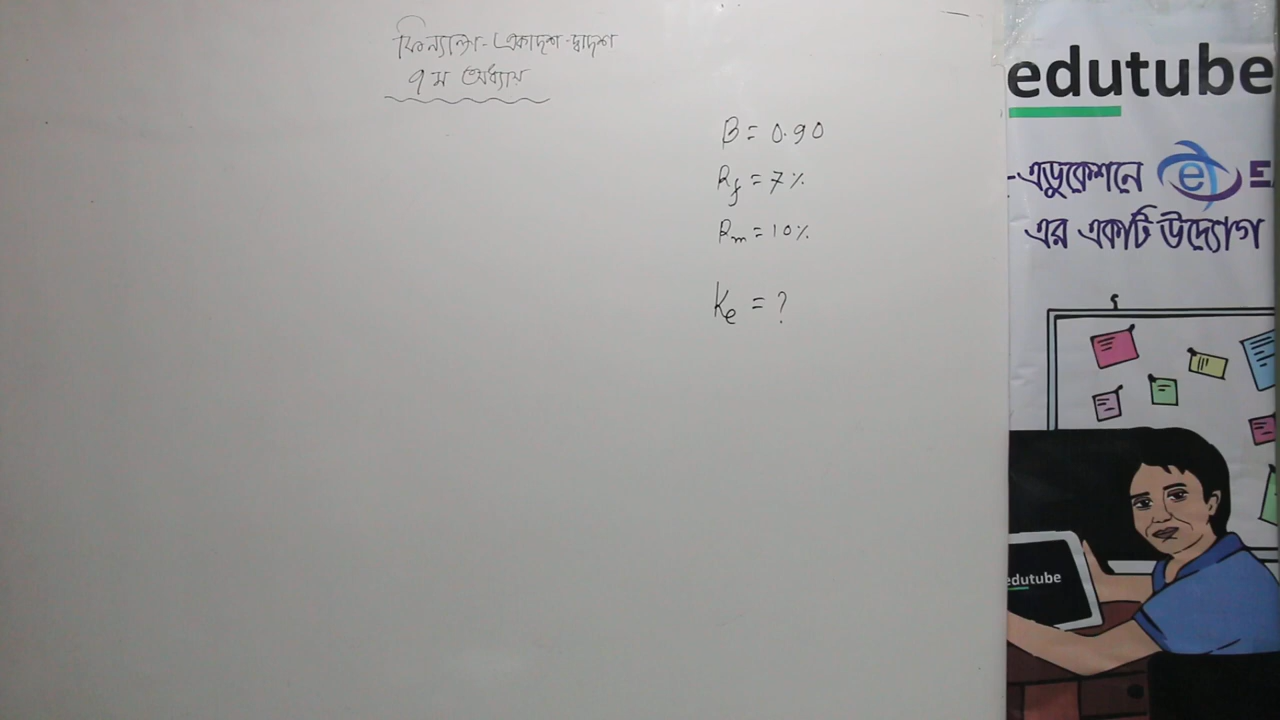 ফিন্যান্স - একাদশ-দ্বাদশ
৭ম অধ্যায়
B = 0.90
Rf = 7%
Rm = 10%
Ke = ?
edutube
-এডুকেশনে e E
এর একটি উদ্যোগ
edutube